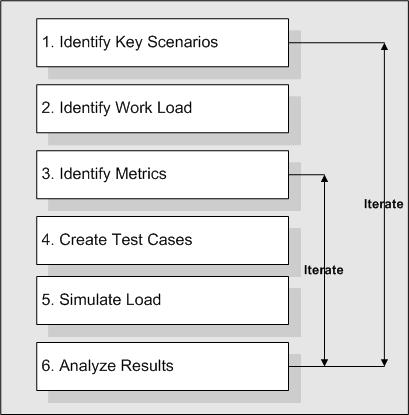 1. Identify Key Scenarios
2. Identify Work Load
3. Identify Metrics
Iterate
4. Create Test Cases
Iterate
5. Simulate Load
6. Analyze Results